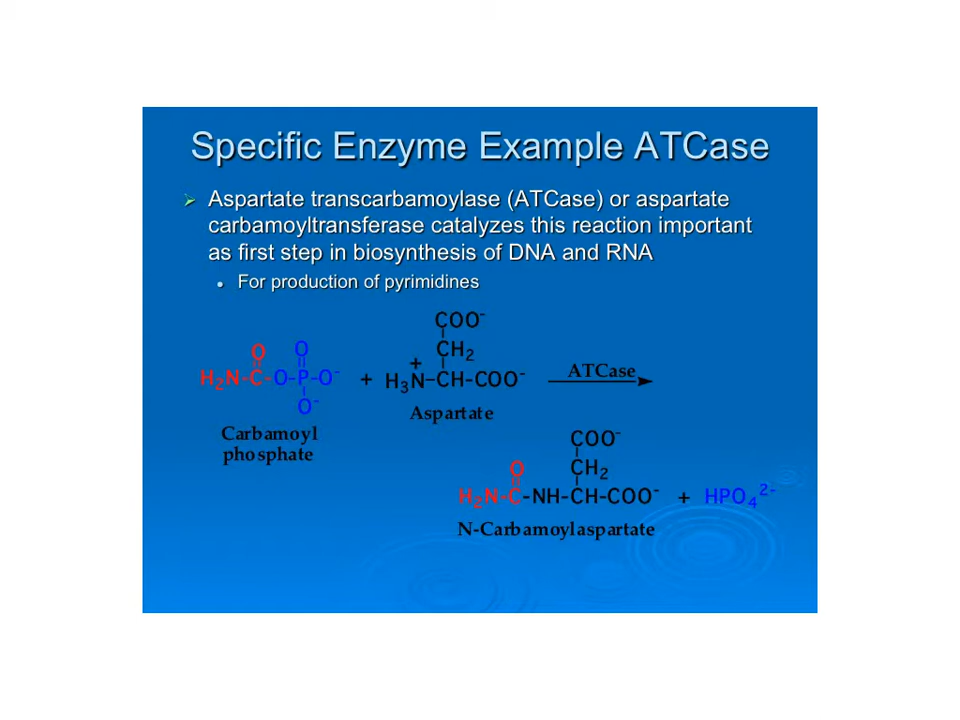 Specific Enzyme Example ATCase
Aspartate transcarbamoylase (ATCase) or aspartate
carbamoyltransferase catalyzes this reaction important
as first step in biosynthesis of DNA and RNA
For production of pyrimidines
O O
H2N-C-O-P-O-
O-
Carbamoyl
phosphate
+
COO-
CH2
+
H3N-CH-COO-
Aspartate
ATCase
COO-
CH2
O
H2N-C-NH-CH-COO- + HPO4 2-
N-Carbamoylaspartate